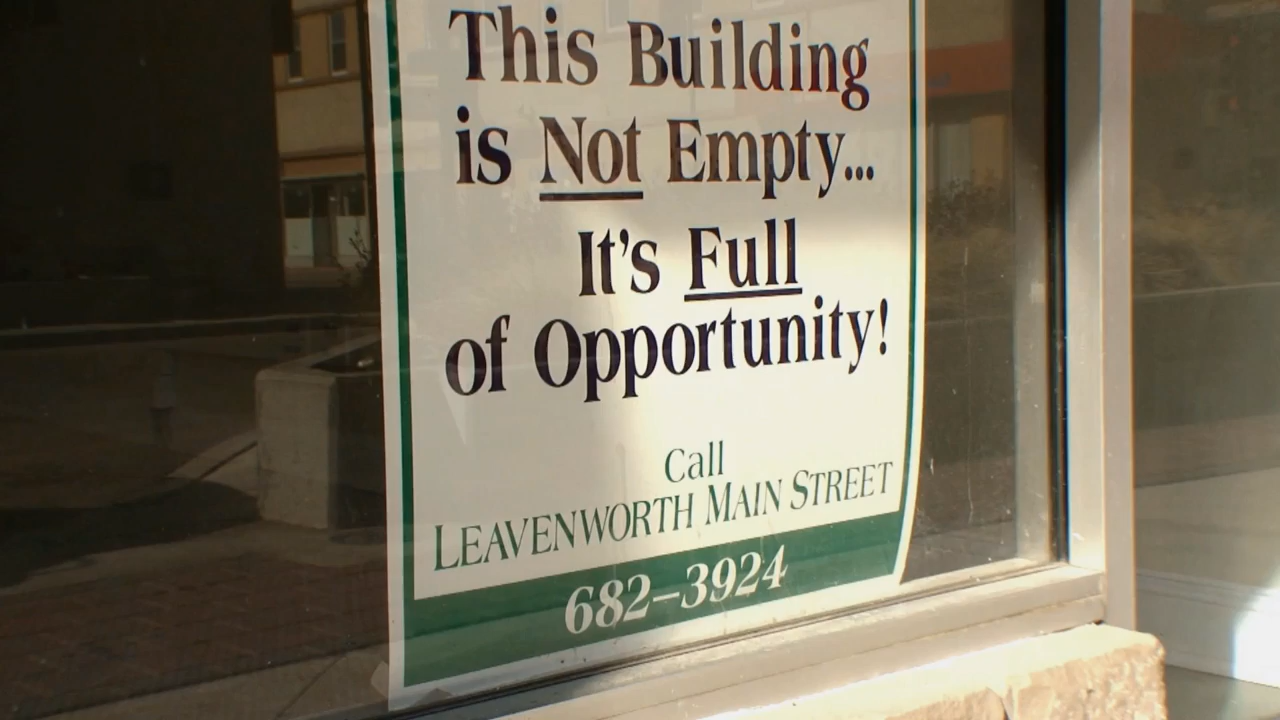 This Building
is Not Empty...
It's Full
of Opportunity!
Call
LEAVENWORTH MAIN STREET
682-3924